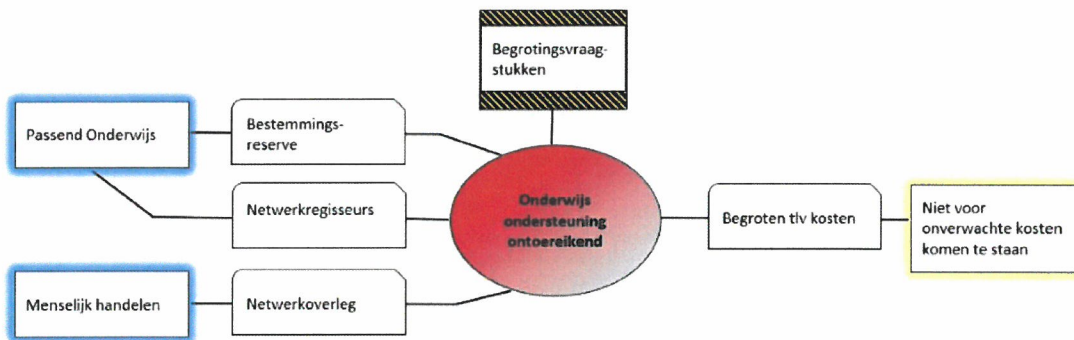 Begrotingsvraag-
stukken
Passend Onderwijs
Bestemmings-
reserve
Netwerkregisseurs
Onderwijs
ondersteuning
ontoereikend
Begroten tlv kosten
Niet voor
onverwachte kosten
komen te staan
Menselijk handelen
Netwerkoverleg